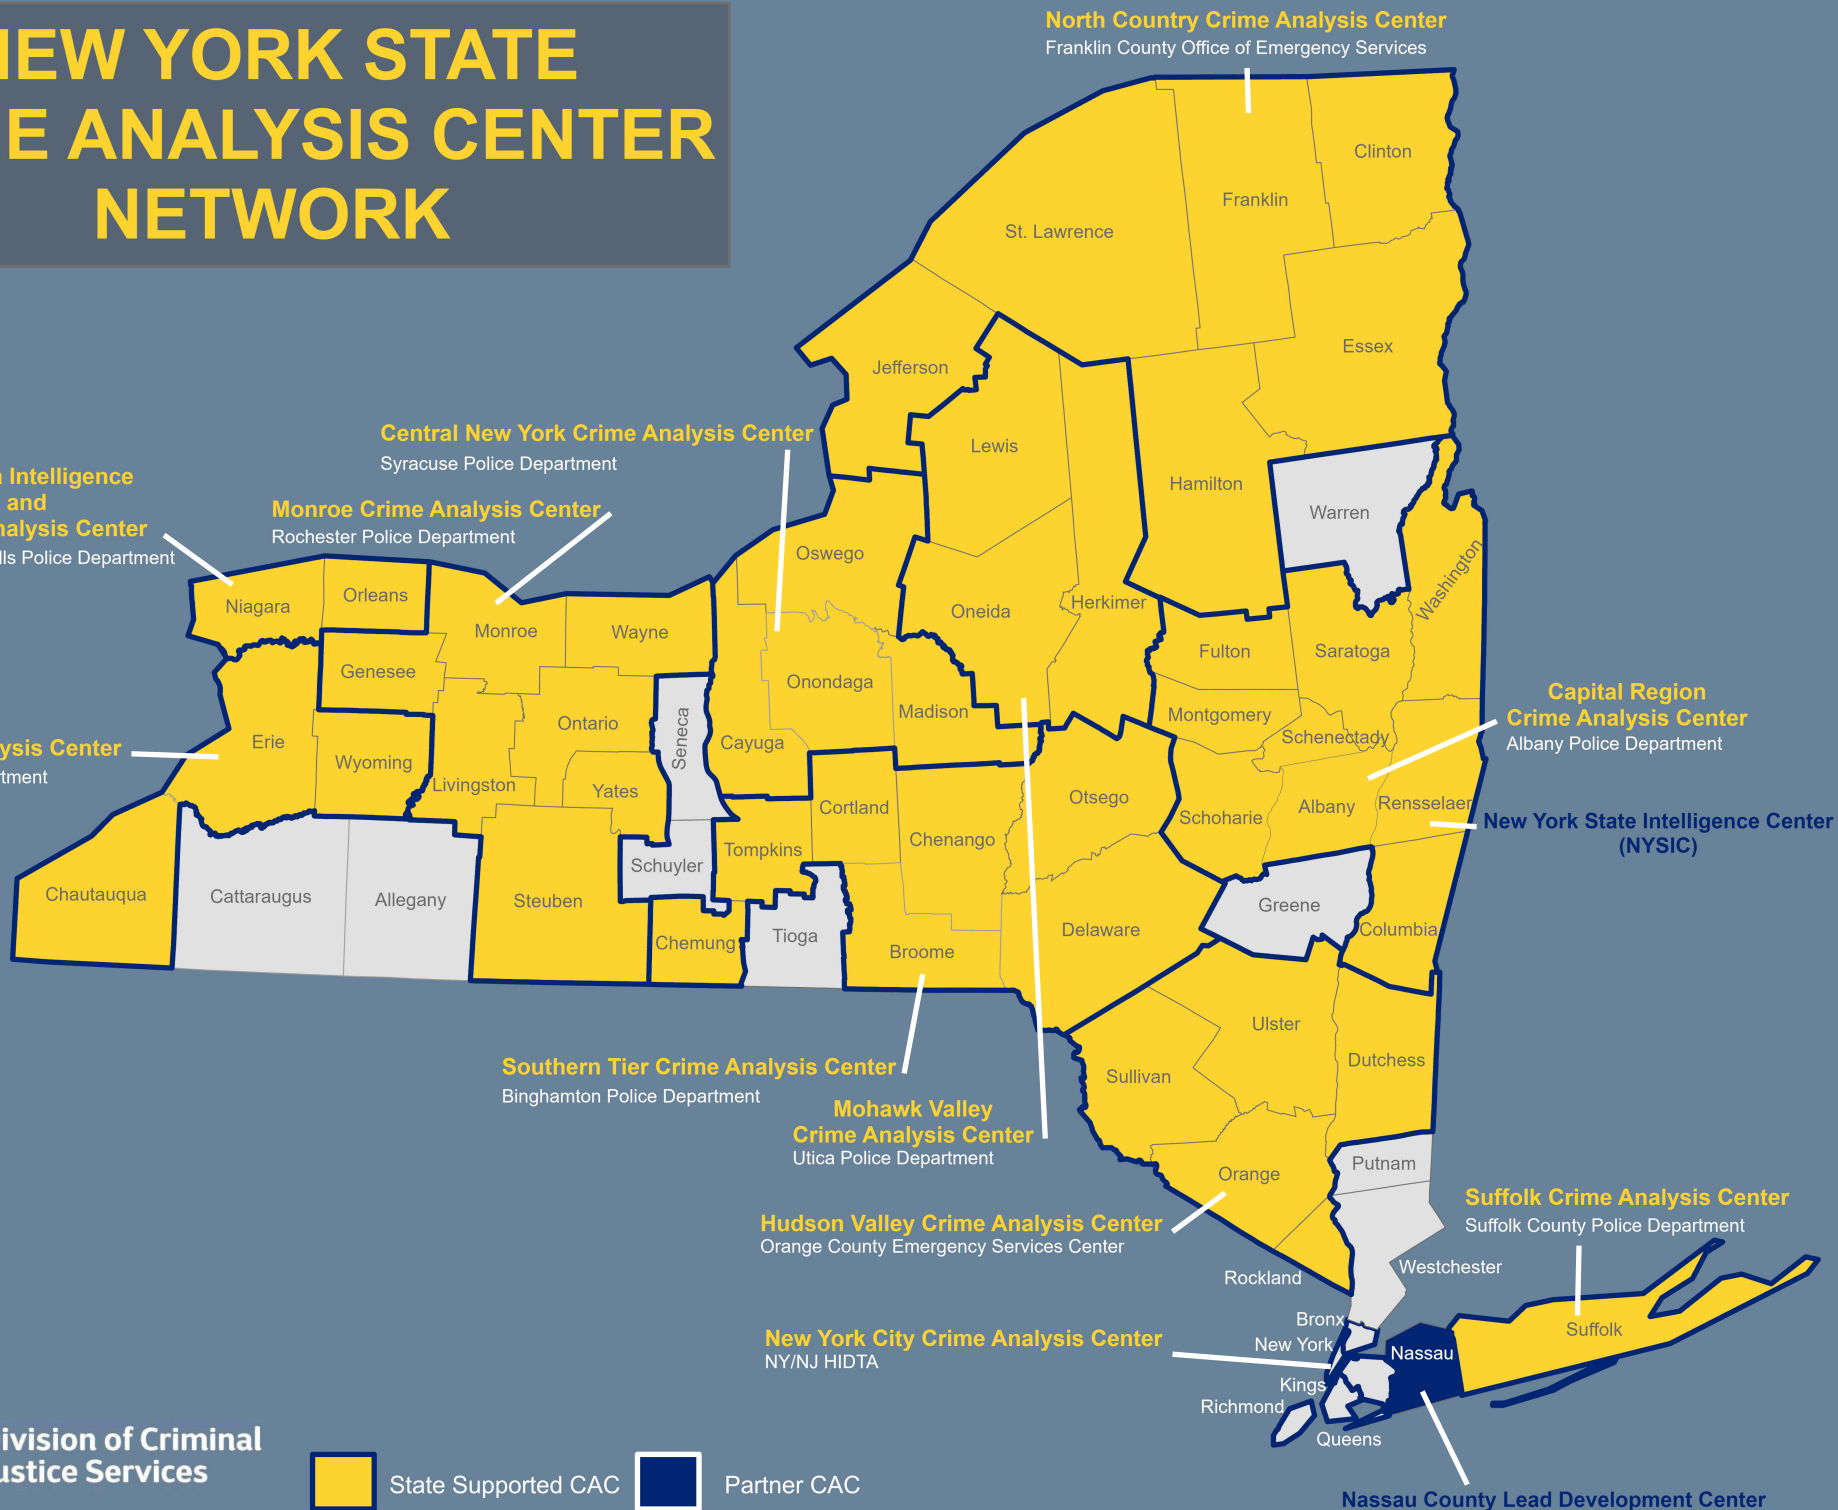 NEW YORK STATE
E ANALYSIS CENTER
NETWORK
North Country Crime Analysis Center
Franklin County Office of Emergency Services
Clinton
Franklin
St. Lawrence
Essex
Jefferson
Central New York Crime Analysis Center
Syracuse Police Department
Lewis
Hamilton
Warren
Intelligence
and
nalysis Center
lls Police Department
Monroe Crime Analysis Center
Rochester Police Department
Oswego
Washington
Niagara
Orleans
Monroe
Wayne
Oneida
Herkimer
Fulton
Saratoga
Genesee
Onondaga
Madison
Montgomery
Schenectady
Capital Region
Crime Analysis Center
Albany Police Department
ysis Center
rtment
Erie
Wyoming
Livingston
Ontario
Yates
Seneca
Cayuga
Cortland
Chenango
Otsego
Schoharie
Albany
Rensselaer
New York State Intelligence Center
(NYSIC)
Chautauqua
Cattaraugus
Allegany
Steuben
Schuyler
Tompkins
Chemung
Tioga
Broome
Delaware
Greene
Columbia
Ulster
Sullivan
Dutchess
Southern Tier Crime Analysis Center
Binghamton Police Department
Mohawk Valley
Crime Analysis Center
Utica Police Department
Orange
Putnam
Hudson Valley Crime Analysis Center
Orange County Emergency Services Center
Suffolk Crime Analysis Center
Suffolk County Police Department
Rockland
Westchester
Bronx
New York City Crime Analysis Center
NY/NJ HIDTA
New York
Nassau
Suffolk
Kings
Richmond
Queens
ivision of Criminal
ustice Services
State Supported CAC
Partner CAC
Nassau County Lead Development Center